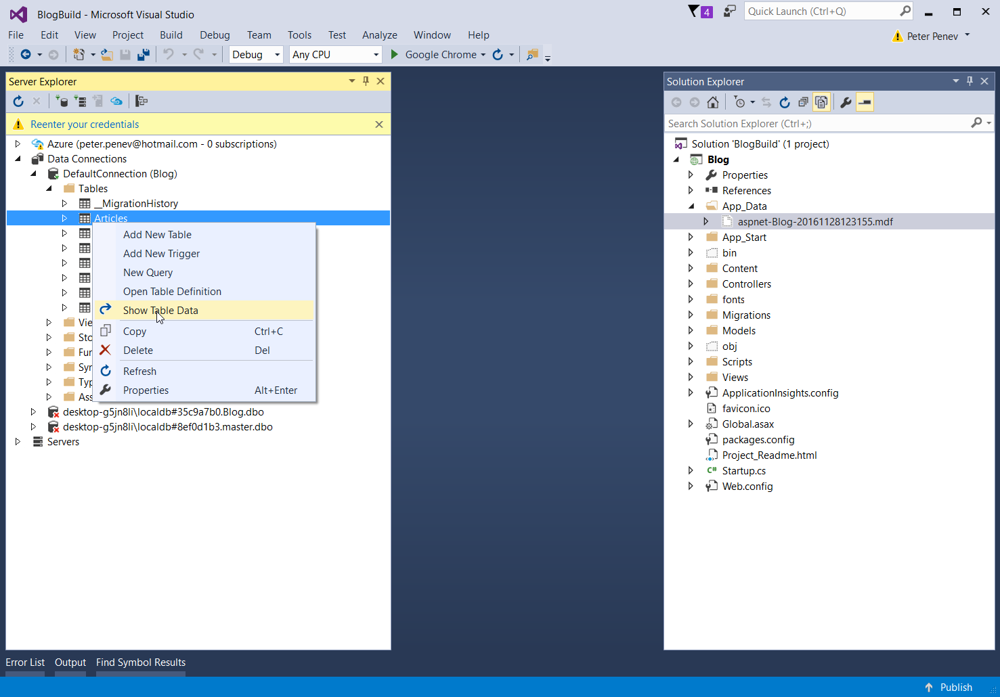 BlogBuild - Microsoft Visual Studio
4
Quick Launch (Ctrl+Q)
File Edit View Project Build Debug Team Tools Test Analyze Window Help
Peter Penev
Debug Any CPU Google Chrome
Server Explorer
Reenter your credentials
Azure (peter.penev@hotmail.com - 0 subscriptions)
Data Connections
DefaultConnection (Blog)
Tables
__MigrationHistory
Articles
Add New Table
Add New Trigger
New Query
Open Table Definition
Show Table Data
Copy Ctrl+C
Delete Del
Refresh
Properties Alt+Enter
Vie
Sto
Fur
Syr
Typ
Ass
desktop-g5jn8li\localdb#35c9a7b0.Blog.dbo
desktop-g5jn8li\localdb#8ef0d1b3.master.dbo
Servers
Solution Explorer
Search Solution Explorer (Ctrl+;)
Solution 'BlogBuild' (1 project)
Blog
Properties
References
App_Data
aspnet-Blog-20161128123155.mdf
App_Start
bin
Content
Controllers
fonts
Migrations
Models
obj
Scripts
Views
ApplicationInsights.config
favicon.ico
Global.asax
packages.config
Project_Readme.html
C# Startup.cs
Web.config
Error List Output Find Symbol Results
Publish